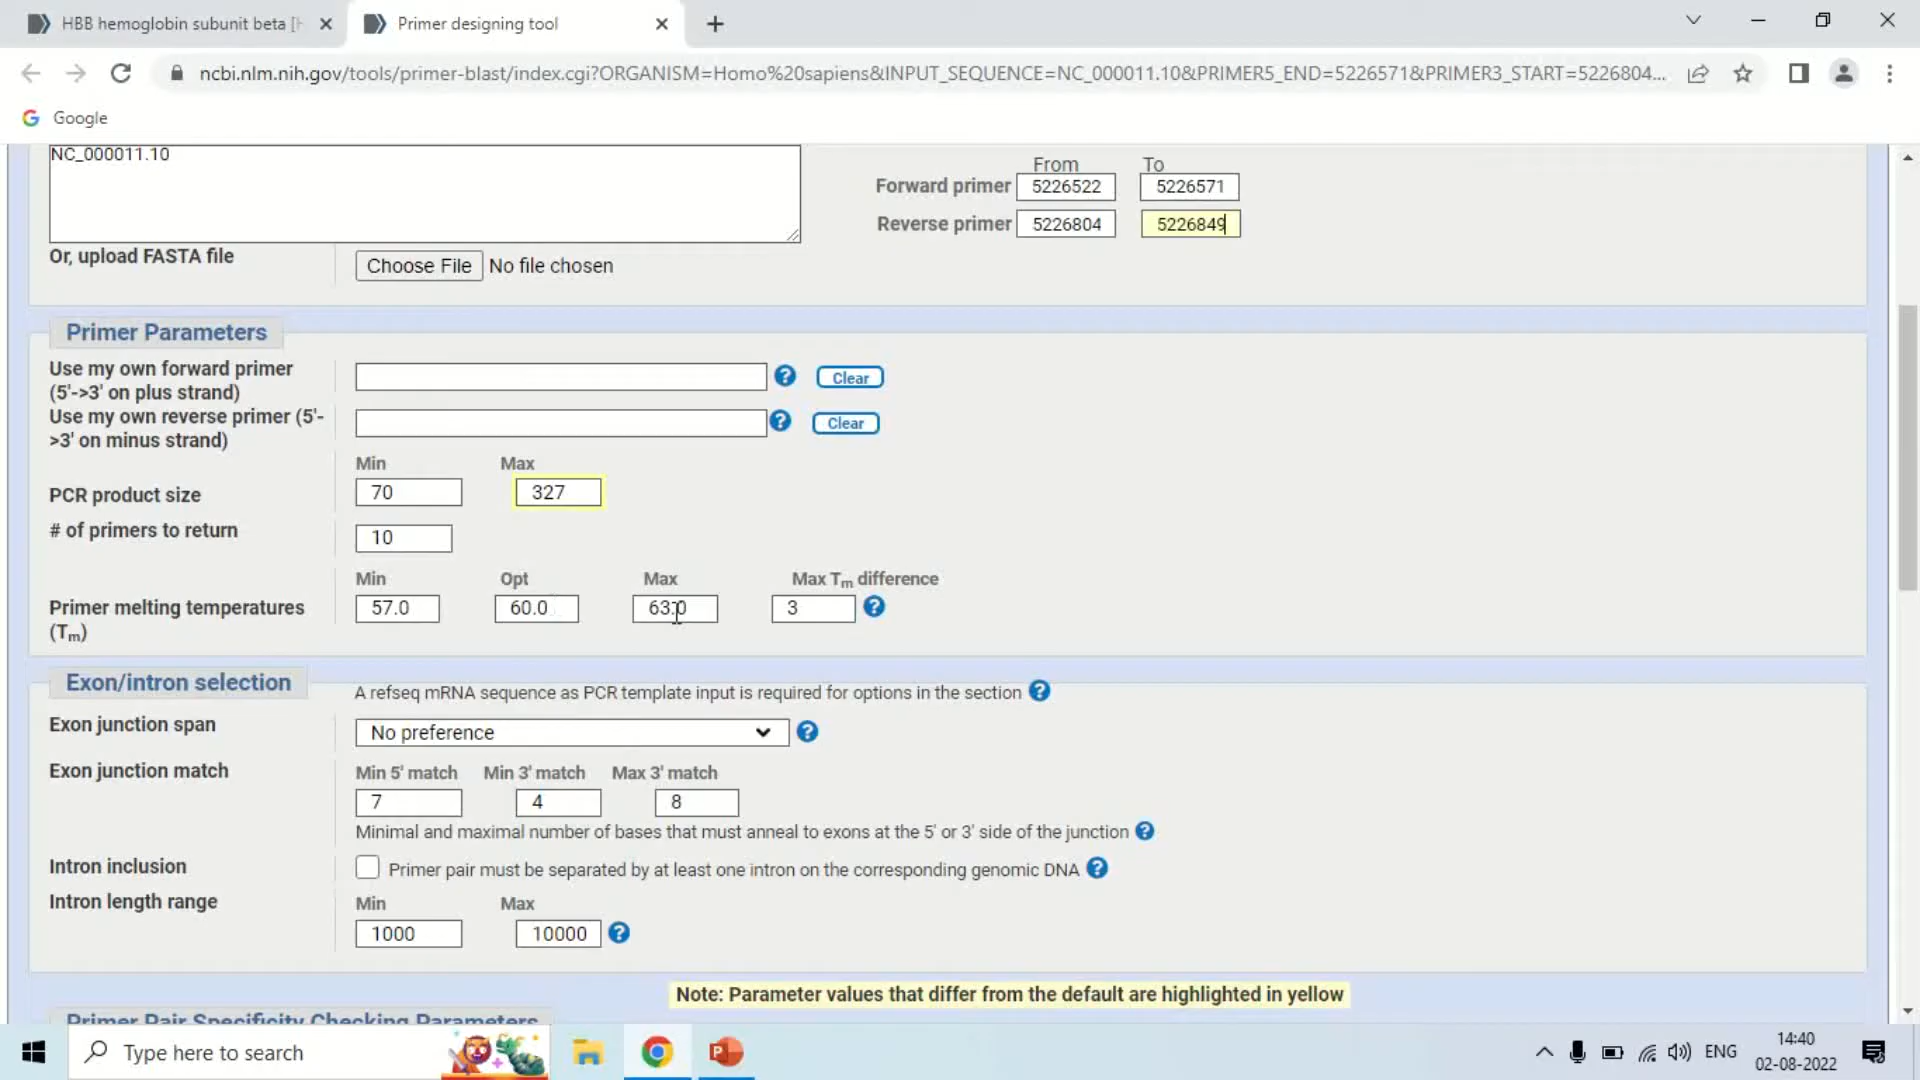 HBB hemoglobin subunit beta [H
Primer designing tool
ncbi.nlm.nih.gov/tools/primer-blast/index.cgi?ORGANISM=Homo%20sapiens&INPUT_SEQUENCE=NC_000011.10&PRIMER5_END=5226571&PRIMER3_START=5226804...
Google
NC_000011.10
From To
Forward primer 5226522 5226571
Reverse primer 5226804 5226849
Or, upload FASTA file Choose File No file chosen
Primer Parameters
Use my own forward primer
(5'->3' on plus strand) Clear
Use my own reverse primer (5'-
>3' on minus strand) Clear
Min Max
PCR product size 70 327
# of primers to return 10
Min Opt Max Max Tm difference
Primer melting temperatures 57.0 60.0 63.0 3
(Tm)
Exon/intron selection A refseq mRNA sequence as PCR template input is required for options in the section
Exon junction span No preference
Exon junction match Min 5' match Min 3' match Max 3' match
7 4 8
Minimal and maximal number of bases that must anneal to exons at the 5' or 3' side of the junction
Intron inclusion Primer pair must be separated by at least one intron on the corresponding genomic DNA
Intron length range Min Max
1000 10000
Note: Parameter values that differ from the default are highlighted in yellow
Primer Pair Specificity Checking Parameters
Type here to search
ENG
14:40
02-08-2022